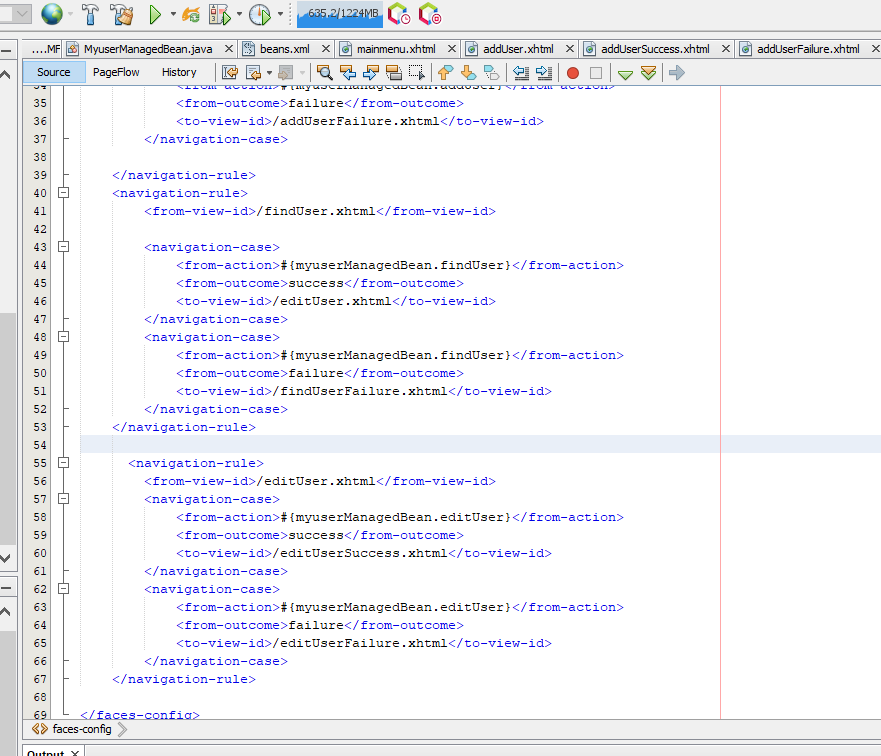 635.2/1224MB
....MF MyuserManagedBean.java beans.xml mainmenu.xhtml addUser.xhtml addUserSuccess.xhtml addUserFailure.xhtml
Source PageFlow History
34 <from-action>#{myuserManagedBean.addUser}</from-action>
35 <from-outcome>failure</from-outcome>
36 <to-view-id>/addUserFailure.xhtml</to-view-id>
37 </navigation-case>
38
39 </navigation-rule>
40 <navigation-rule>
41 <from-view-id>/findUser.xhtml</from-view-id>
42
43 <navigation-case>
44 <from-action>#{myuserManagedBean.findUser}</from-action>
45 <from-outcome>success</from-outcome>
46 <to-view-id>/editUser.xhtml</to-view-id>
47 </navigation-case>
48 <navigation-case>
49 <from-action>#{myuserManagedBean.findUser}</from-action>
50 <from-outcome>failure</from-outcome>
51 <to-view-id>/findUserFailure.xhtml</to-view-id>
52 </navigation-case>
53 </navigation-rule>
54
55 <navigation-rule>
56 <from-view-id>/editUser.xhtml</from-view-id>
57 <navigation-case>
58 <from-action>#{myuserManagedBean.editUser}</from-action>
59 <from-outcome>success</from-outcome>
60 <to-view-id>/editUserSuccess.xhtml</to-view-id>
61 </navigation-case>
62 <navigation-case>
63 <from-action>#{myuserManagedBean.editUser}</from-action>
64 <from-outcome>failure</from-outcome>
65 <to-view-id>/editUserFailure.xhtml</to-view-id>
66 </navigation-case>
67 </navigation-rule>
68
69 </faces-config>
faces-config
Output